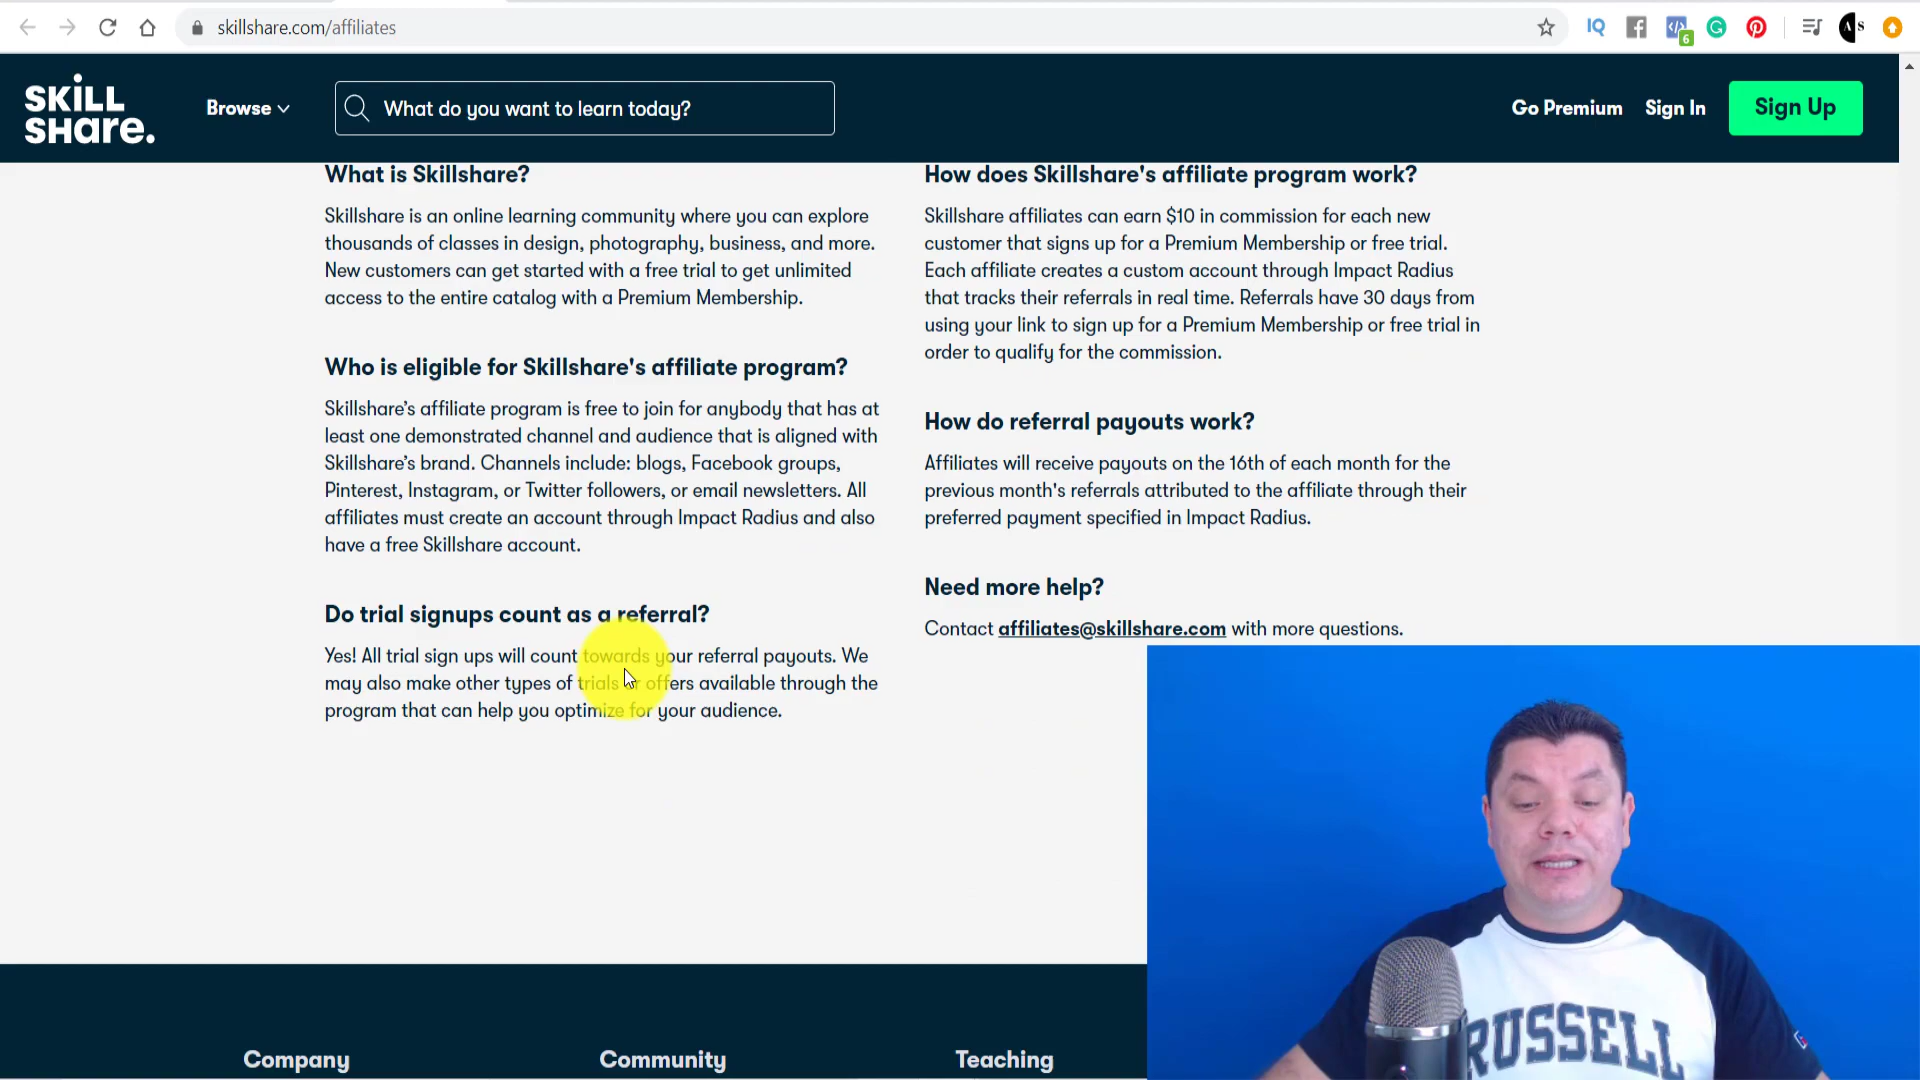 skillshare.com/affiliates
IQ
6
G
A S
SKILL
SHARE.
Browse
What do you want to learn today?
Go Premium
Sign In
Sign Up
What is Skillshare?
Skillshare is an online learning community where you can explore
thousands of classes in design, photography, business, and more.
New customers can get started with a free trial to get unlimited
access to the entire catalog with a Premium Membership.
Who is eligible for Skillshare's affiliate program?
Skillshare’s affiliate program is free to join for anybody that has at
least one demonstrated channel and audience that is aligned with
Skillshare’s brand. Channels include: blogs, Facebook groups,
Pinterest, Instagram, or Twitter followers, or email newsletters. All
affiliates must create an account through Impact Radius and also
have a free Skillshare account.
Do trial signups count as a referral?
Yes! All trial sign ups will count towards your referral payouts. We
may also make other types of trials or offers available through the
program that can help you optimize for your audience.
How does Skillshare's affiliate program work?
Skillshare affiliates can earn $10 in commission for each new
customer that signs up for a Premium Membership or free trial.
Each affiliate creates a custom account through Impact Radius
that tracks their referrals in real time. Referrals have 30 days from
using your link to sign up for a Premium Membership or free trial in
order to qualify for the commission.
How do referral payouts work?
Affiliates will receive payouts on the 16th of each month for the
previous month's referrals attributed to the affiliate through their
preferred payment specified in Impact Radius.
Need more help?
Contact affiliates@skillshare.com with more questions.
RUSSELL
Company
Community
Teaching